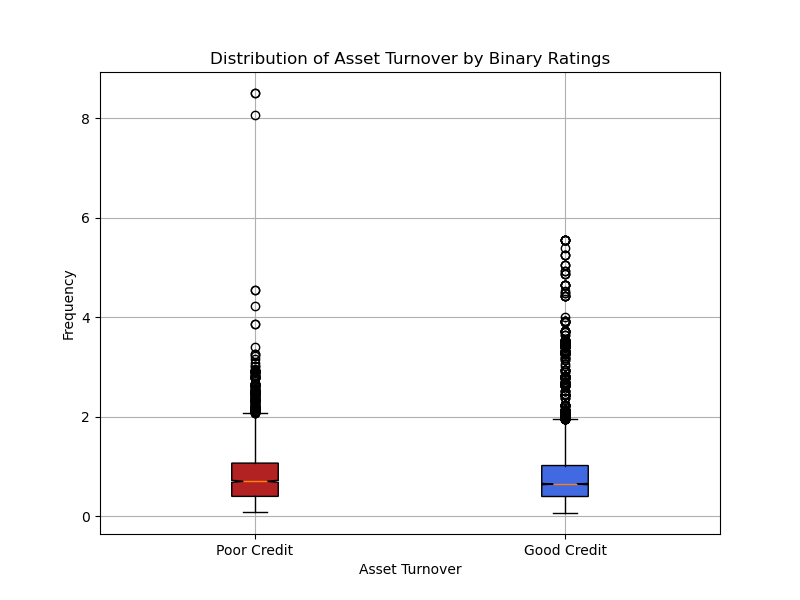 Distribution of Asset Turnover by Binary Ratings
8
6
4
2
0
Frequency
Poor Credit
Good Credit
Asset Turnover